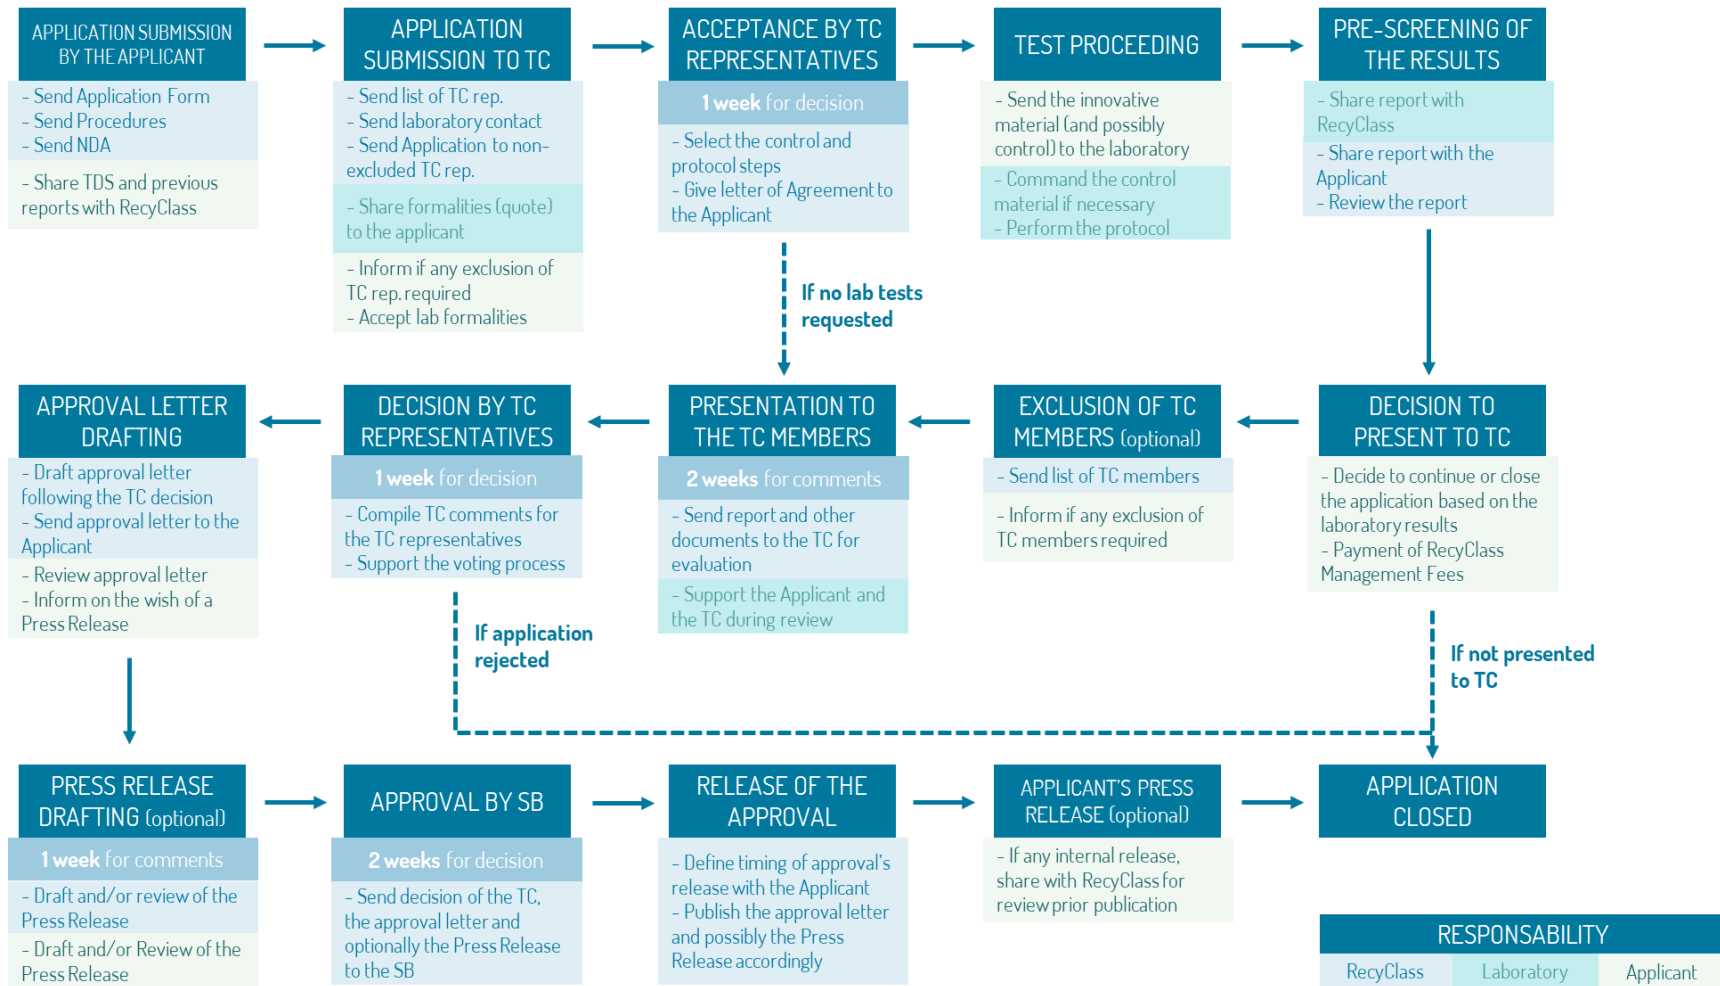 APPLICATION SUBMISSION
BY THE APPLICANT
- Send Application Form
- Send Procedures
- Send NDA
- Share TDS and previous
reports with RecyClass
APPLICATION
SUBMISSION TO TC
- Send list of TC rep.
- Send laboratory contact
- Send Application to non-
excluded TC rep.
- Share formalities (quote)
to the applicant
- Inform if any exclusion of
TC rep. required
- Accept lab formalities
ACCEPTANCE BY TC
REPRESENTATIVES
1 week for decision
- Select the control and
protocol steps
- Give letter of Agreement to
the Applicant
If no lab tests
requested
TEST PROCEEDING
- Send the innovative
material (and possibly
control) to the laboratory
- Command the control
material if necessary
- Perform the protocol
PRE-SCREENING OF
THE RESULTS
- Share report with
RecyClass
- Share report with the
Applicant
- Review the report
DECISION TO
PRESENT TO TC
- Decide to continue or close
the application based on the
laboratory results
- Payment of RecyClass
Management Fees
If not presented
to TC
EXCLUSION OF TC
MEMBERS (optional)
- Send list of TC members
- Inform if any exclusion of
TC members required
PRESENTATION TO
THE TC MEMBERS
2 weeks for comments
- Send report and other
documents to the TC for
evaluation
- Support the Applicant and
the TC during review
DECISION BY TC
REPRESENTATIVES
1 week for decision
- Compile TC comments for
the TC representatives
- Support the voting process
If application
rejected
APPROVAL LETTER
DRAFTING
- Draft approval letter
following the TC decision
- Send approval letter to the
Applicant
- Review approval letter
- Inform on the wish of a
Press Release
PRESS RELEASE
DRAFTING (optional)
1 week for comments
- Draft and/or review of the
Press Release
- Draft and/or Review of the
Press Release
APPROVAL BY SB
2 weeks for decision
- Send decision of the TC,
the approval letter and
optionally the Press Release
to the SB
RELEASE OF THE
APPROVAL
- Define timing of approval's
release with the Applicant
- Publish the approval letter
and possibly the Press
Release accordingly
APPLICANT'S PRESS
RELEASE (optional)
- If any internal release,
share with RecyClass for
review prior publication
APPLICATION
CLOSED
RESPONSABILITY
RecyClass
Laboratory
Applicant